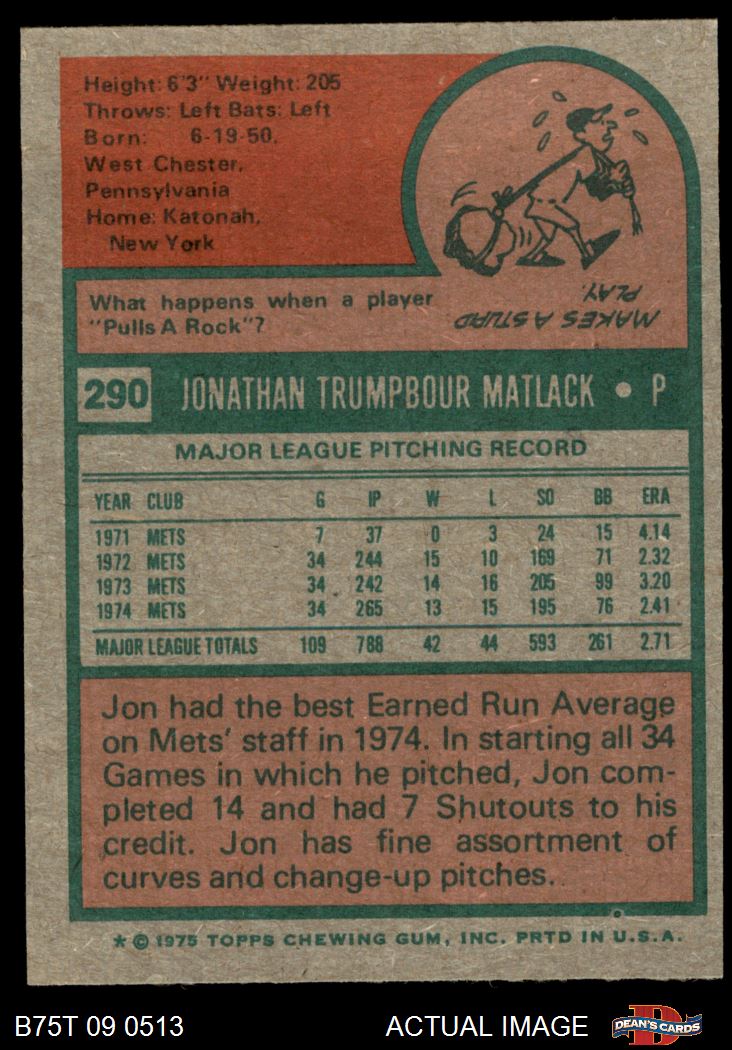 Height: 6'3" Weight: 205
Throws: Left Bats: Left
Born: 6-19-50,
West Chester,
Pennsylvania
Home: Katonah,
New York
What happens when a player
"Pulls A Rock"?
MAKES A STUPID
PLAY.
290 JONATHAN TRUMPBOUR MATLACK • P
MAJOR LEAGUE PITCHING RECORD
YEAR CLUB G IP W L SO BB ERA
1971 METS 7 37 0 3 24 15 4.14
1972 METS 34 244 15 10 169 71 2.32
1973 METS 34 242 14 16 205 99 3.20
1974 METS 34 265 13 15 195 76 2.41
MAJOR LEAGUE TOTALS 109 788 42 44 593 261 2.71
Jon had the best Earned Run Average
on Mets' staff in 1974. In starting all 34
Games in which he pitched, Jon com-
pleted 14 and had 7 Shutouts to his
credit. Jon has fine assortment of
curves and change-up pitches.
* © 1975 TOPPS CHEWING GUM, INC. PRTD IN U.S.A.
B75T 09 0513 ACTUAL IMAGE DEAN'S CARDS